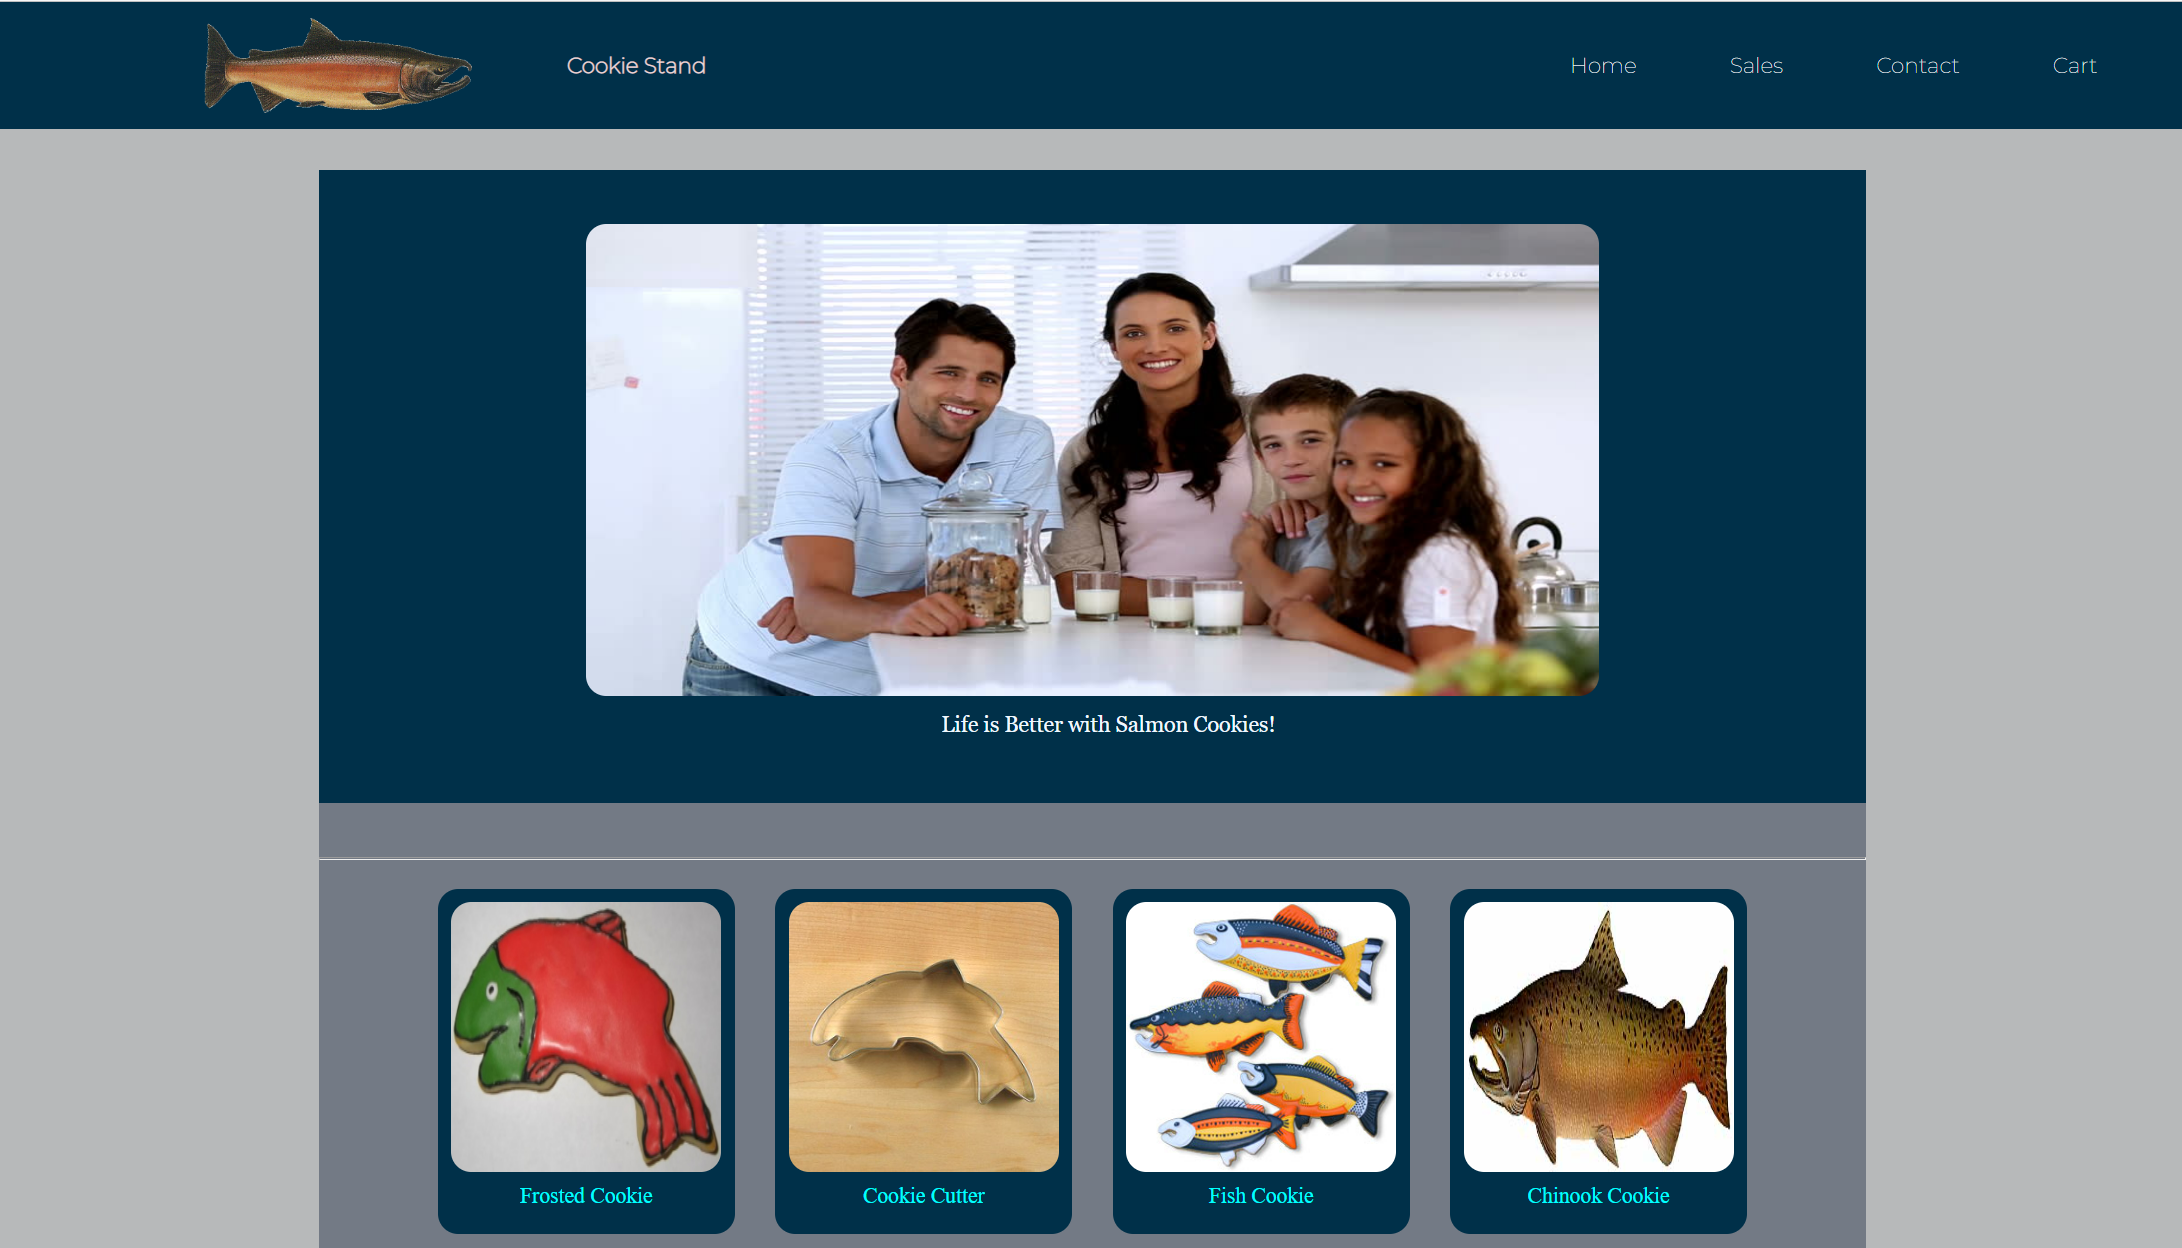 Cookie Stand
Home
Sales
Contact
Cart
Life is Better with Salmon Cookies!
Frosted Cookie
Cookie Cutter
Fish Cookie
Chinook Cookie